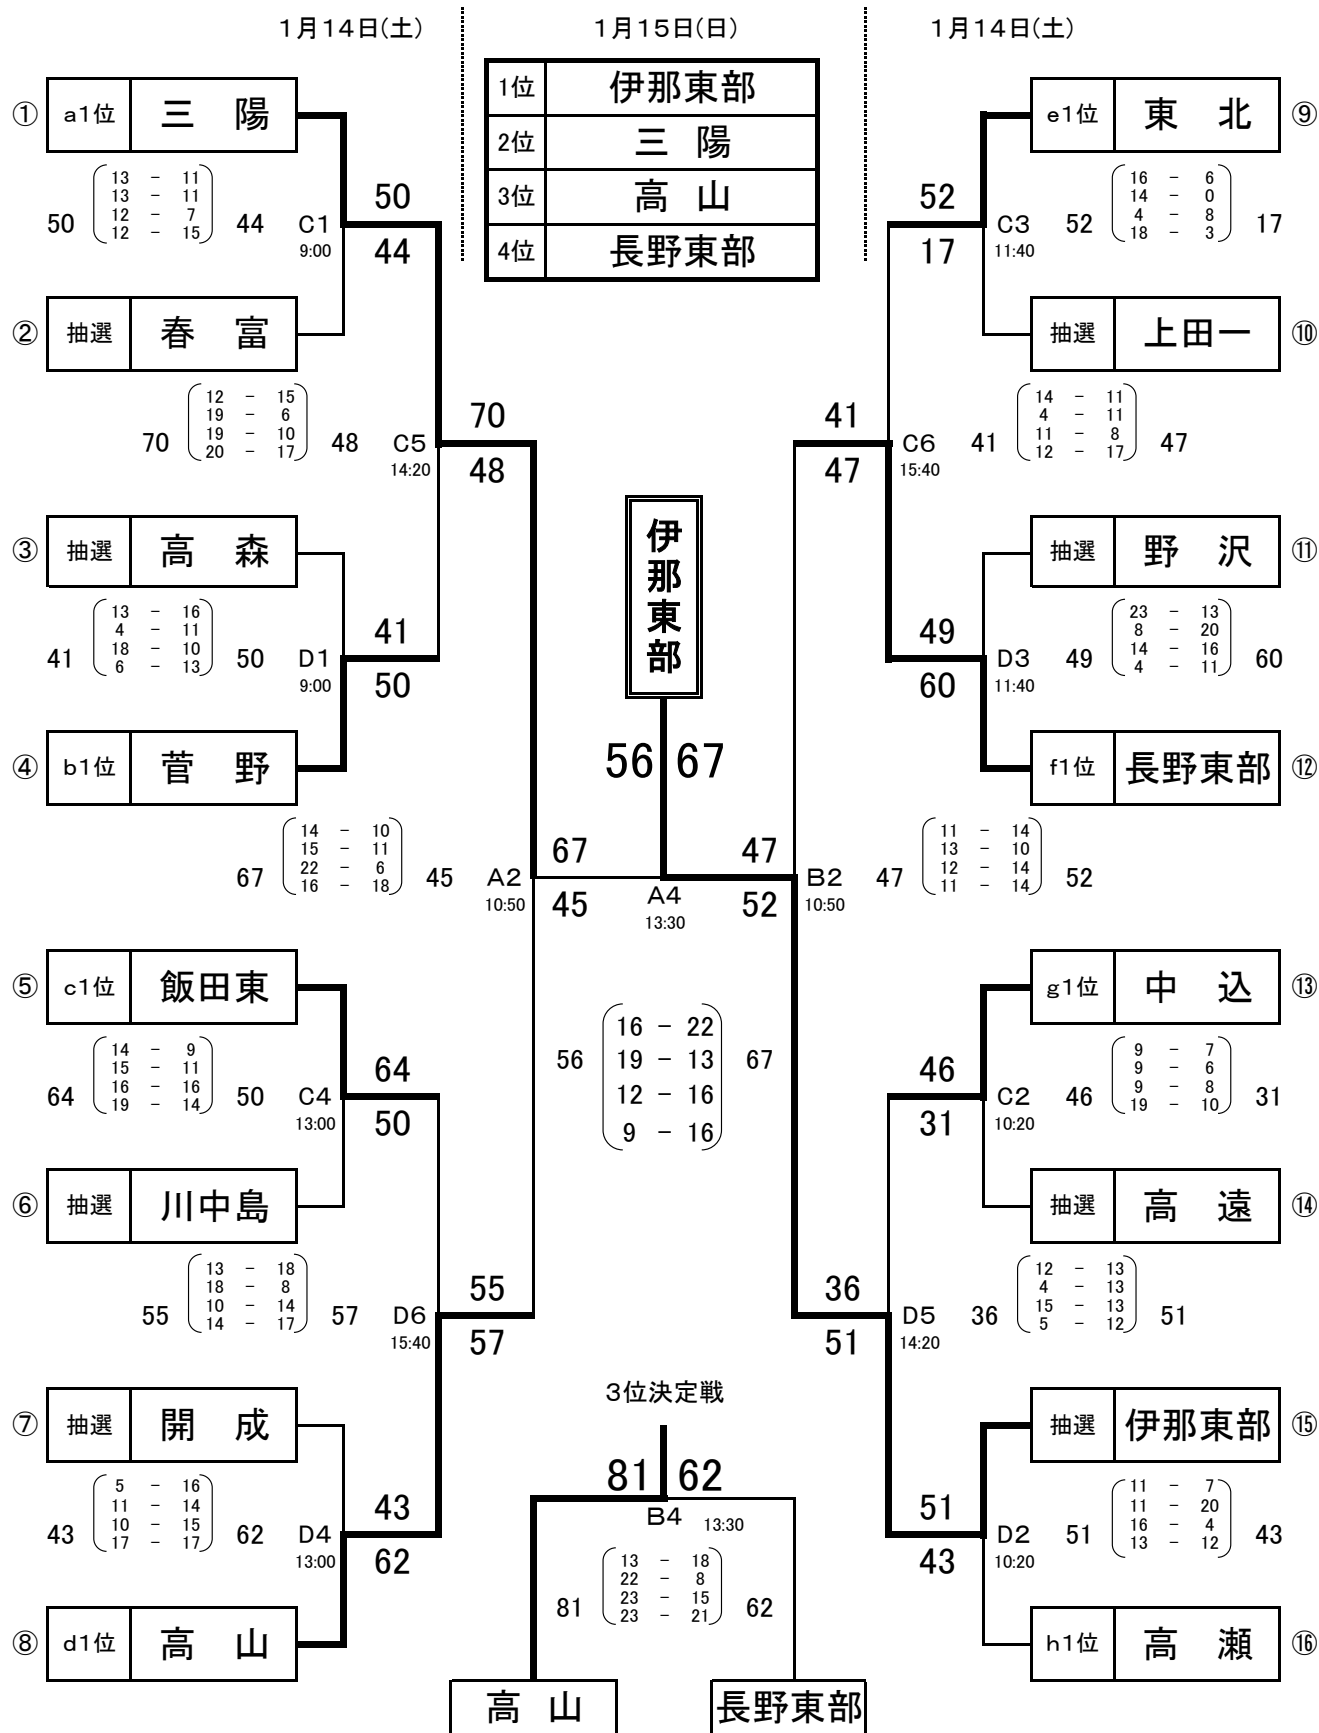 1月14日(土)
1月15日(日)
1月14日(土)
1位 伊那東部
2位 三 陽
3位 高 山
4位 長野東部
① a1位 三 陽
13 － 11
13 － 11
12 － 7
12 － 15
50 44
C1
9:00
50
44
② 抽選 春 富
12 － 15
19 － 6
19 － 10
20 － 17
70 48
C5
14:20
70
48
③ 抽選 高 森
13 － 16
4 － 11
18 － 10
6 － 13
41 50
D1
9:00
41
50
④ b1位 菅 野
14 － 10
15 － 11
22 － 6
16 － 18
67 45
A2
10:50
67
45
⑤ c1位 飯田東
14 － 9
15 － 11
16 － 16
19 － 14
64 50
C4
13:00
64
50
⑥ 抽選 川中島
13 － 18
18 － 8
10 － 14
14 － 17
55 57
D6
15:40
55
57
⑦ 抽選 開 成
5 － 16
11 － 14
10 － 15
17 － 17
43 62
D4
13:00
43
62
⑧ d1位 高 山
伊那東部
56 67
A4
13:30
16 － 22
19 － 13
12 － 16
9 － 16
56 67
3位決定戦
81 62
B4 13:30
13 － 18
22 － 8
23 － 15
23 － 21
81 62
高 山
長野東部
e1位 東 北 ⑨
52
17
C3
11:40
16 － 6
14 － 0
4 － 8
18 － 3
52 17
抽選 上田一 ⑩
41
47
C6
15:40
14 － 11
4 － 11
11 － 8
12 － 17
41 47
抽選 野 沢 ⑪
49
60
D3
11:40
23 － 13
8 － 20
14 － 16
4 － 11
49 60
f1位 長野東部 ⑫
47
52
B2
10:50
11 － 14
13 － 10
12 － 14
11 － 14
47 52
g1位 中 込 ⑬
46
31
C2
10:20
9 － 7
9 － 6
9 － 8
19 － 10
46 31
抽選 高 遠 ⑭
36
51
D5
14:20
12 － 13
4 － 13
15 － 13
5 － 12
36 51
抽選 伊那東部 ⑮
51
43
D2
10:20
11 － 7
11 － 20
16 － 4
13 － 12
51 43
h1位 高 瀬 ⑯